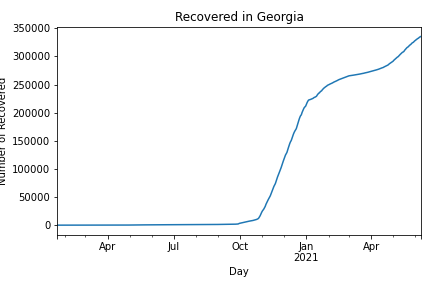 Recovered in Georgia
Number of Recovered
350000
300000
250000
200000
150000
100000
50000
0
Apr
Jul
Oct
Jan
2021
Apr
Day